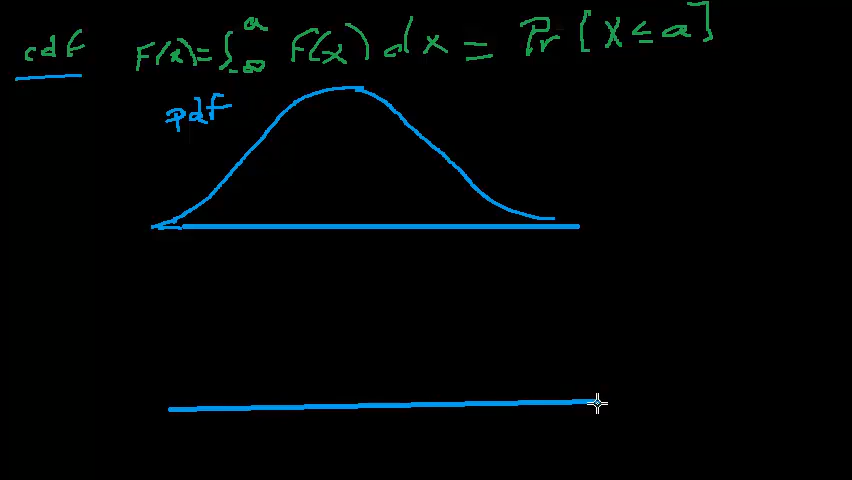 cdf F(x)=∫_{-∞}^{a} F(x) dx = Pr [X ≤ a]
pdf